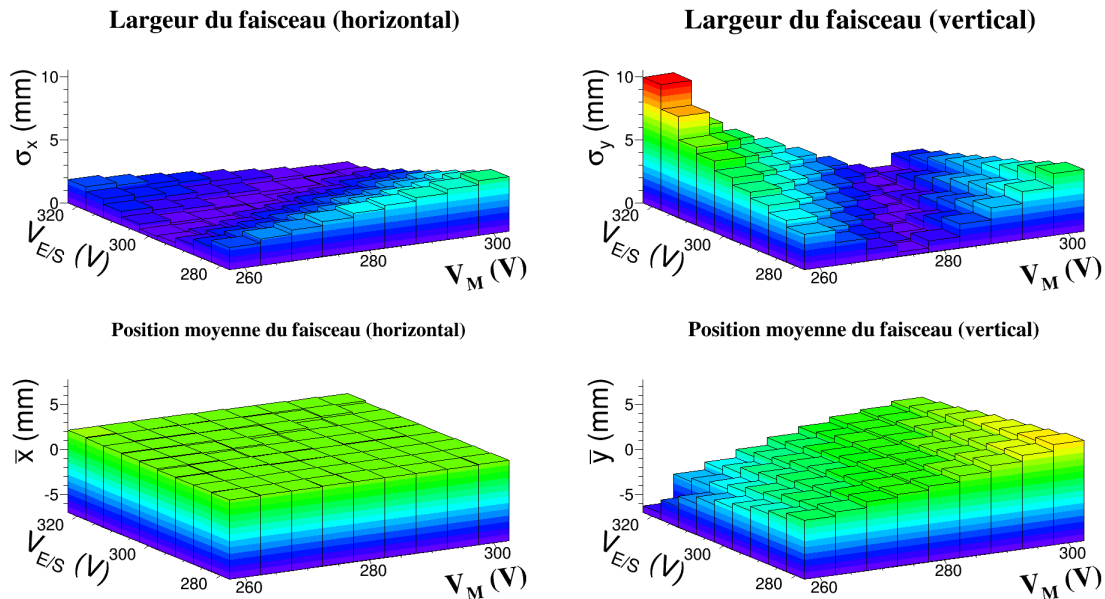 Largeur du faisceau (horizontal)
σx (mm)
10
5
0
320
300
280
VE/S (V)
260
280
300
VM (V)
Largeur du faisceau (vertical)
σy (mm)
10
5
0
320
300
280
VE/S (V)
260
280
300
VM (V)
Position moyenne du faisceau (horizontal)
x̅ (mm)
5
0
-5
320
300
280
VE/S (V)
260
280
300
VM (V)
Position moyenne du faisceau (vertical)
y̅ (mm)
5
0
-5
320
300
280
VE/S (V)
260
280
300
VM (V)